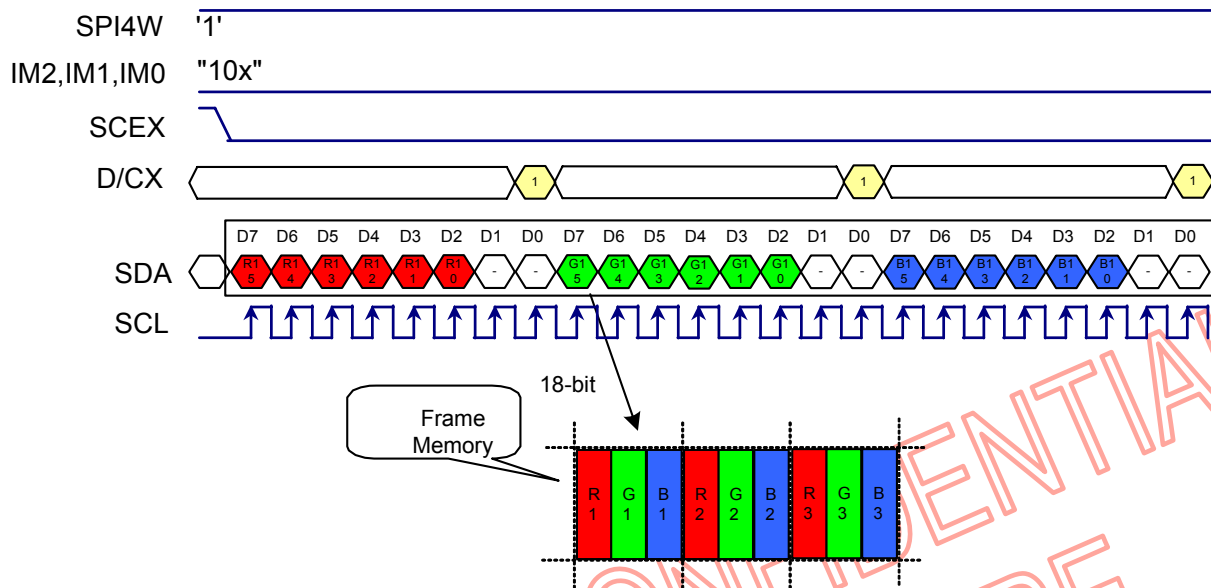 SPI4W '1'
IM2,IM1,IM0 "10x"
SCEX
D/CX 1 1 1
D7 D6 D5 D4 D3 D2 D1 D0 D7 D6 D5 D4 D3 D2 D1 D0 D7 D6 D5 D4 D3 D2 D1 D0
SDA R15 R14 R13 R12 R11 R10 - - G15 G14 G13 G12 G11 G10 - - B15 B14 B13 B12 B11 B10 - -
SCL
18-bit
Frame
Memory
R1 G1 B1 R2 G2 B2 R3 G3 B3